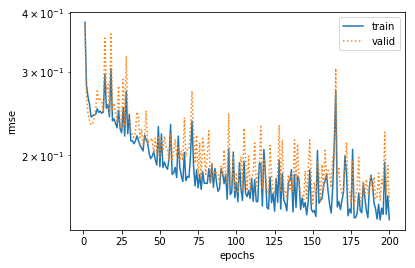 4 × 10⁻¹
3 × 10⁻¹
2 × 10⁻¹
rmse
train
valid
0 25 50 75 100 125 150 175 200
epochs